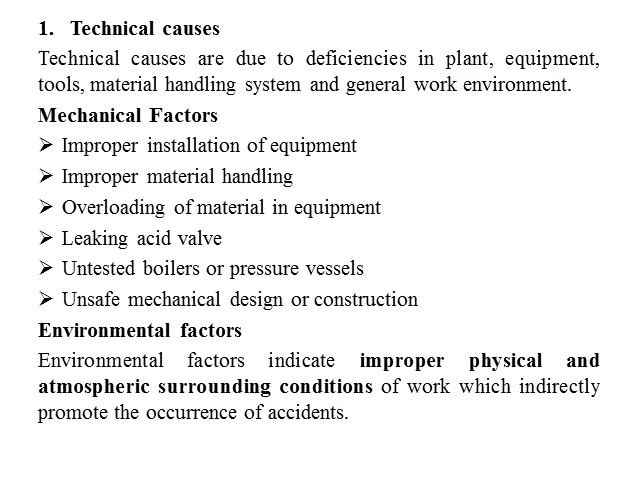 1. Technical causes
Technical causes are due to deficiencies in plant, equipment,
tools, material handling system and general work environment.
Mechanical Factors
➢ Improper installation of equipment
➢ Improper material handling
➢ Overloading of material in equipment
➢ Leaking acid valve
➢ Untested boilers or pressure vessels
➢ Unsafe mechanical design or construction
Environmental factors
Environmental factors indicate improper physical and
atmospheric surrounding conditions of work which indirectly
promote the occurrence of accidents.